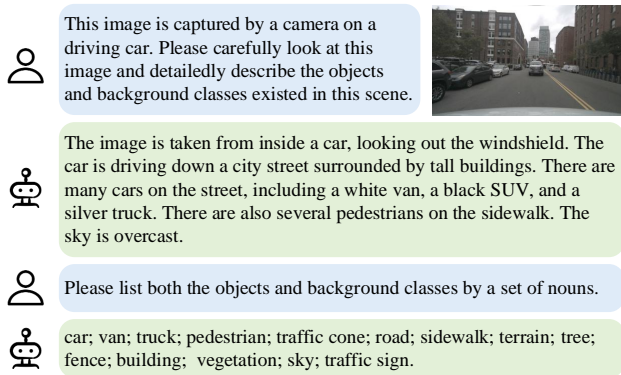 This image is captured by a camera on a
driving car. Please carefully look at this
image and detailedly describe the objects
and background classes existed in this scene.
The image is taken from inside a car, looking out the windshield. The
car is driving down a city street surrounded by tall buildings. There are
many cars on the street, including a white van, a black SUV, and a
silver truck. There are also several pedestrians on the sidewalk. The
sky is overcast.
Please list both the objects and background classes by a set of nouns.
car; van; truck; pedestrian; traffic cone; road; sidewalk; terrain; tree;
fence; building;  vegetation; sky; traffic sign.